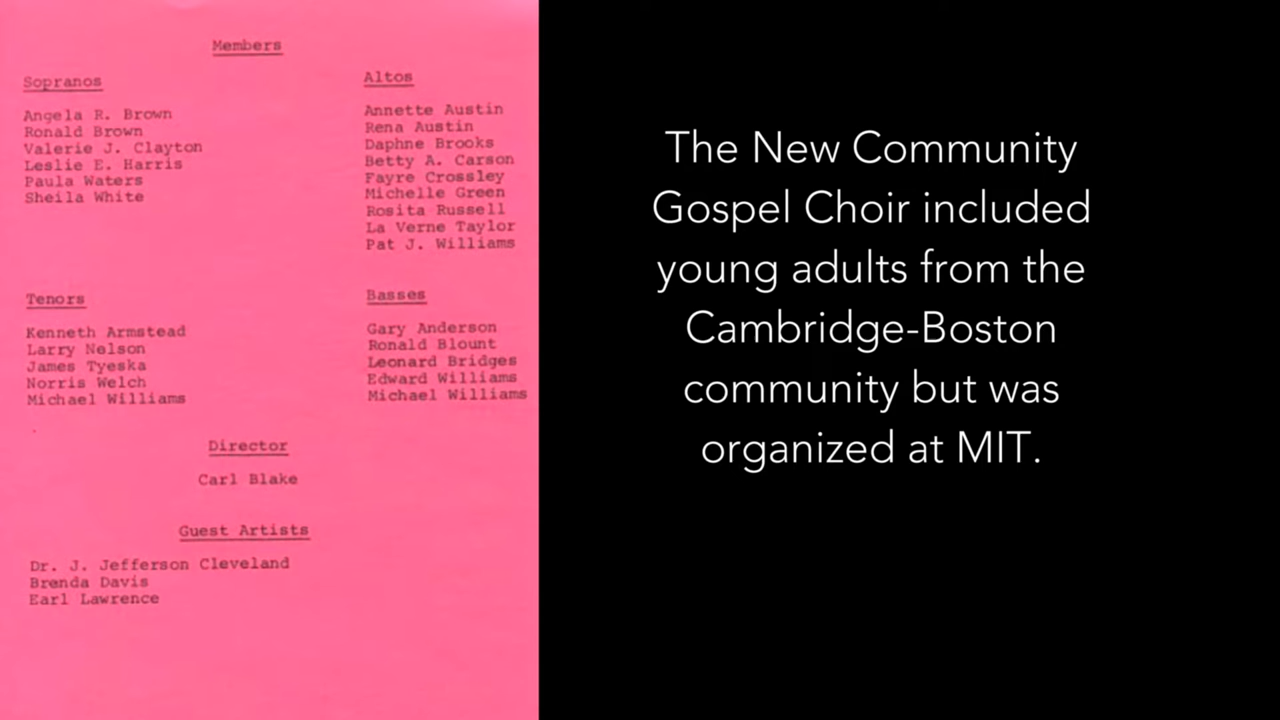 Members
Sopranos
Angela R. Brown
Ronald Brown
Valerie J. Clayton
Leslie E. Harris
Paula Waters
Sheila White
Altos
Annette Austin
Rena Austin
Daphne Brooks
Betty A. Carson
Fayre Crossley
Michelle Green
Rosita Russell
La Verne Taylor
Pat J. Williams
Tenors
Kenneth Armstead
Larry Nelson
James Tyeska
Norris Welch
Michael Williams
Basses
Gary Anderson
Ronald Blount
Leonard Bridges
Edward Williams
Michael Williams
Director
Carl Blake
Guest Artists
Dr. J. Jefferson Cleveland
Brenda Davis
Earl Lawrence
The New Community
Gospel Choir included
young adults from the
Cambridge-Boston
community but was
organized at MIT.